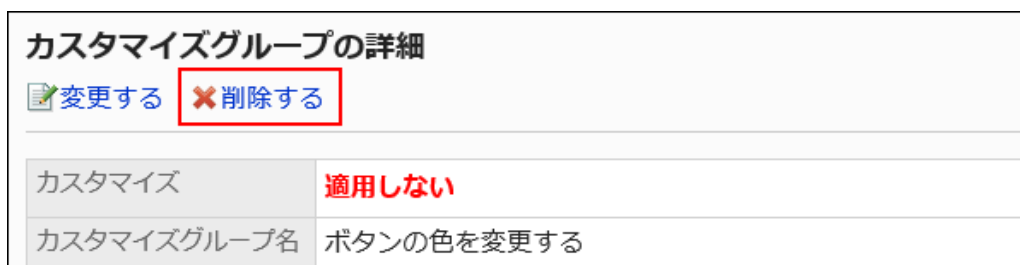 カスタマイズグループの詳細
変更する 削除する
カスタマイズ 適用しない
カスタマイズグループ名 ボタンの色を変更する